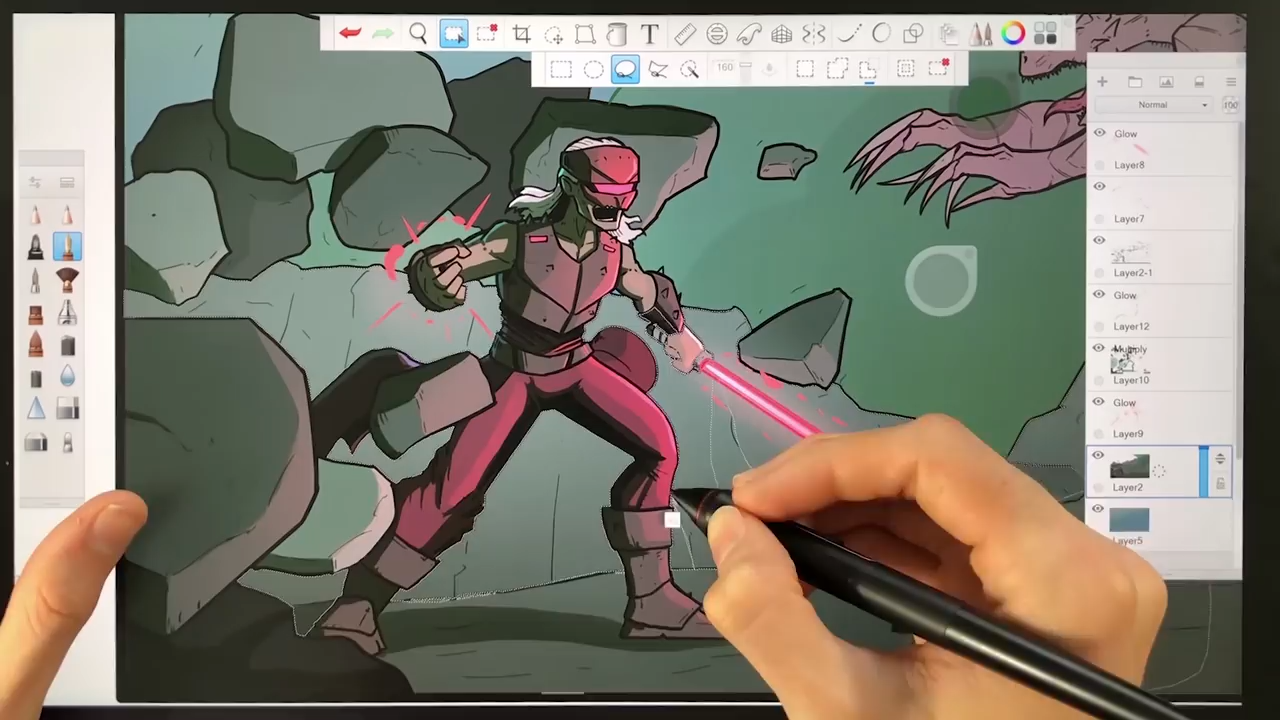 T
160
Normal
100
Glow
Layer8
Layer7
Layer2-1
Glow
Layer12
Multiply
Layer10
Glow
Layer9
Layer2
Layer5